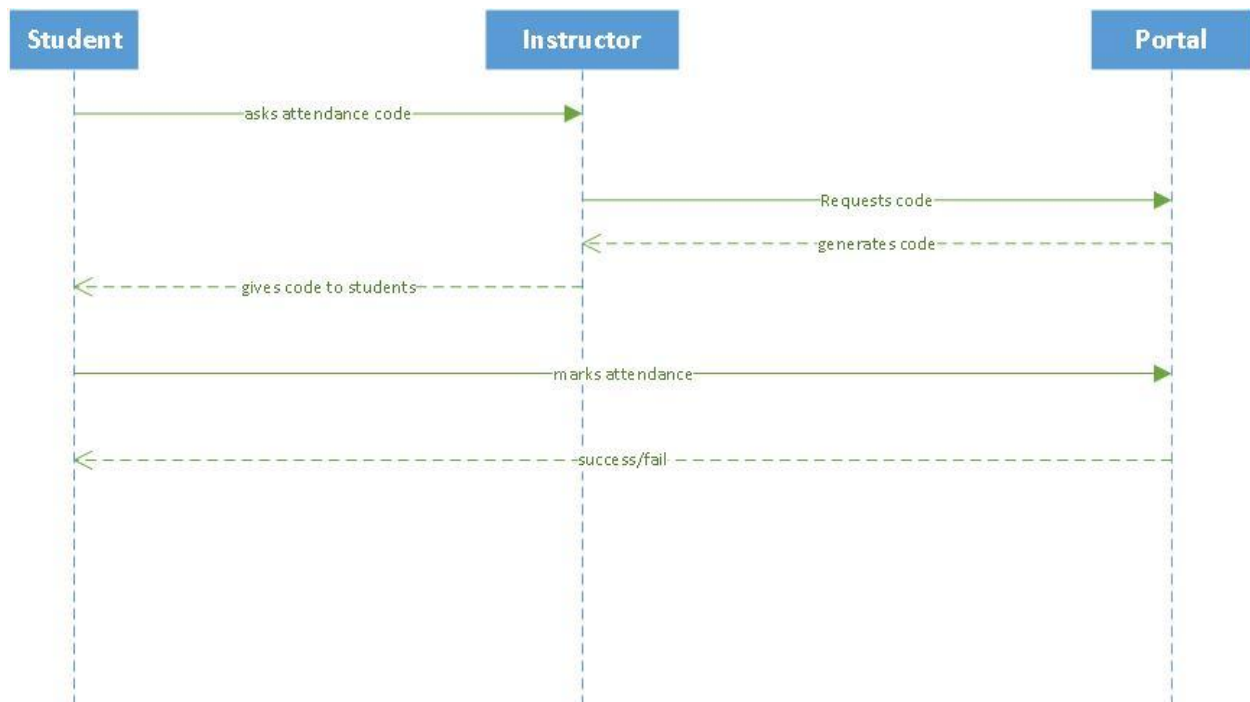 Student
Instructor
Portal
asks attendance code
Requests code
generates code
gives code to students
marks attendance
success/fail